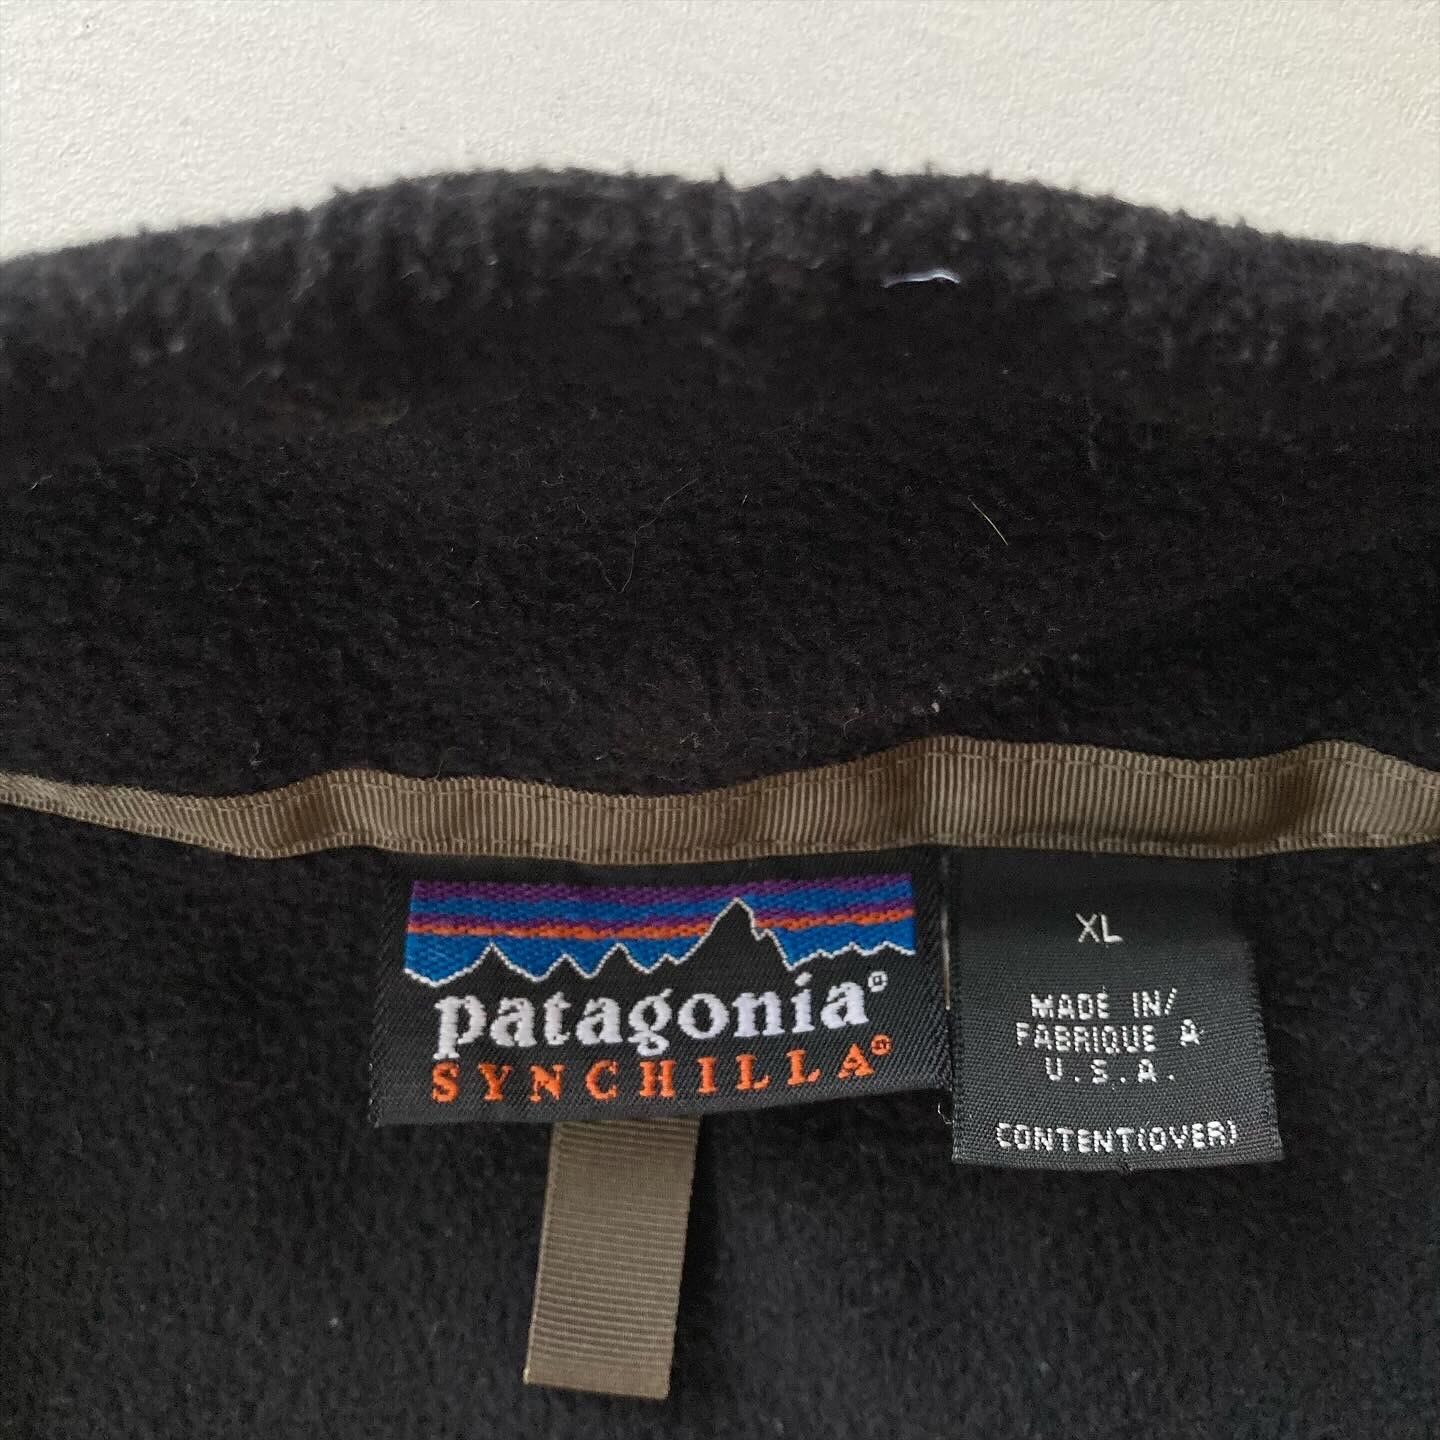 patagonia®
SYNCHILLA®
XL
MADE IN/
FABRIQUE A
U.S.A.
CONTENT(OVER)